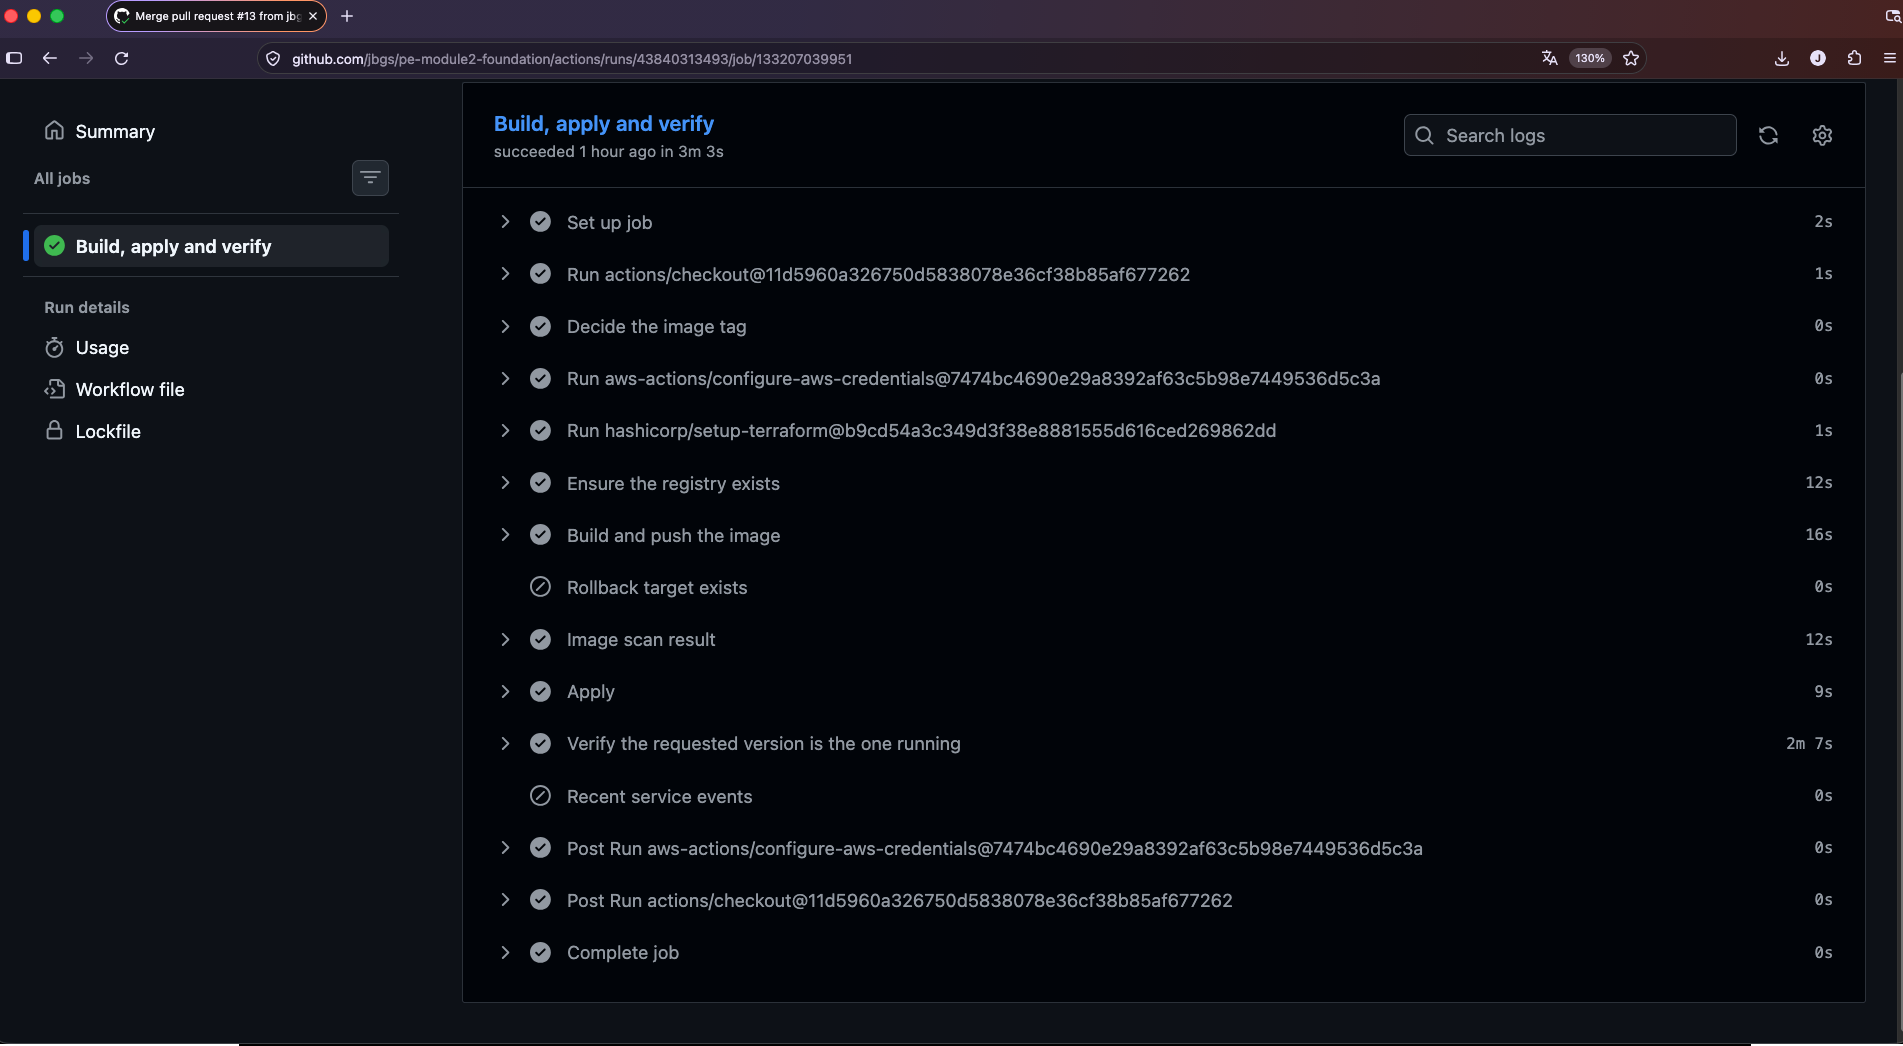 Merge pull request #13 from jbg
github.com/jbgs/pe-module2-foundation/actions/runs/43840313493/job/133207039951
130%
J
Summary
All jobs
Build, apply and verify
Run details
Usage
Workflow file
Lockfile
Build, apply and verify
succeeded 1 hour ago in 3m 3s
Search logs
Set up job 2s
Run actions/checkout@11d5960a326750d5838078e36cf38b85af677262 1s
Decide the image tag 0s
Run aws-actions/configure-aws-credentials@7474bc4690e29a8392af63c5b98e7449536d5c3a 0s
Run hashicorp/setup-terraform@b9cd54a3c349d3f38e8881555d616ced269862dd 1s
Ensure the registry exists 12s
Build and push the image 16s
Rollback target exists 0s
Image scan result 12s
Apply 9s
Verify the requested version is the one running 2m 7s
Recent service events 0s
Post Run aws-actions/configure-aws-credentials@7474bc4690e29a8392af63c5b98e7449536d5c3a 0s
Post Run actions/checkout@11d5960a326750d5838078e36cf38b85af677262 0s
Complete job 0s